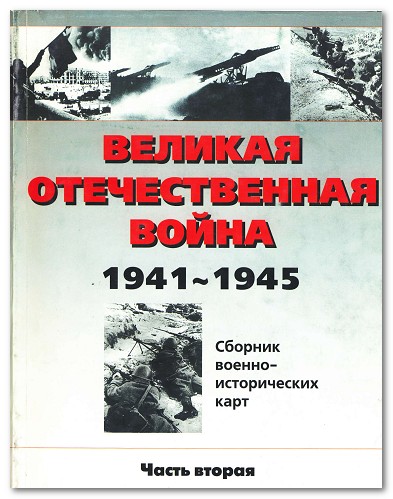 ВЕЛИКАЯ
ОТЕЧЕСТВЕННАЯ
ВОЙНА
1941~1945
Сборник
военно-
исторических
карт
Часть вторая